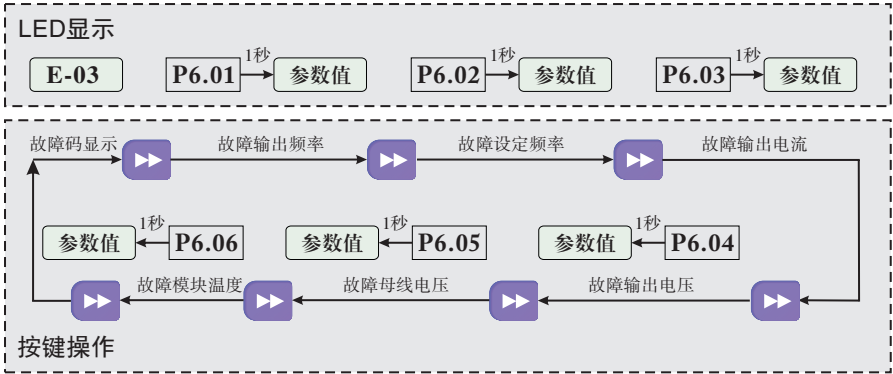 LED显示
1秒 1秒 1秒
E-03 P6.01 参数值 P6.02 参数值 P6.03 参数值
故障码显示 故障输出频率 故障设定频率 故障输出电流
1秒 1秒 1秒
参数值 P6.06 参数值 P6.05 参数值 P6.04
故障模块温度 故障母线电压 故障输出电压
按键操作